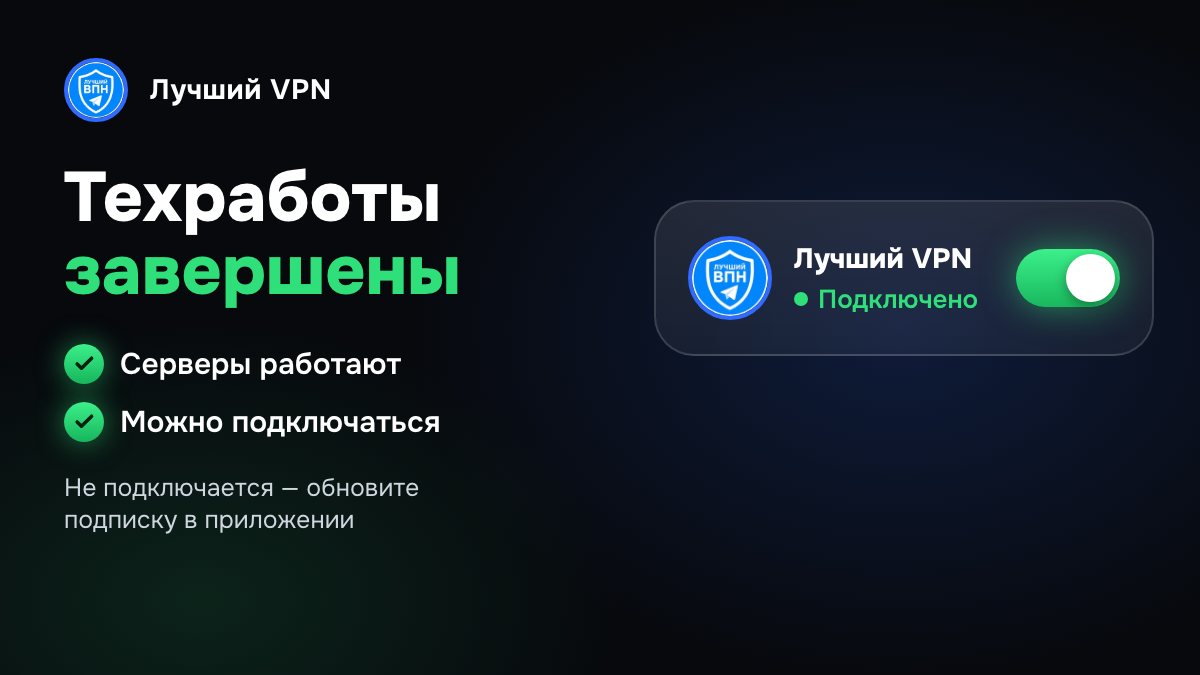 ЛУЧШИЙ
ВПН
Лучший VPN
Техработы
завершены
Серверы работают
Можно подключаться
Не подключается — обновите
подписку в приложении
ЛУЧШИЙ
ВПН
Лучший VPN
Подключено